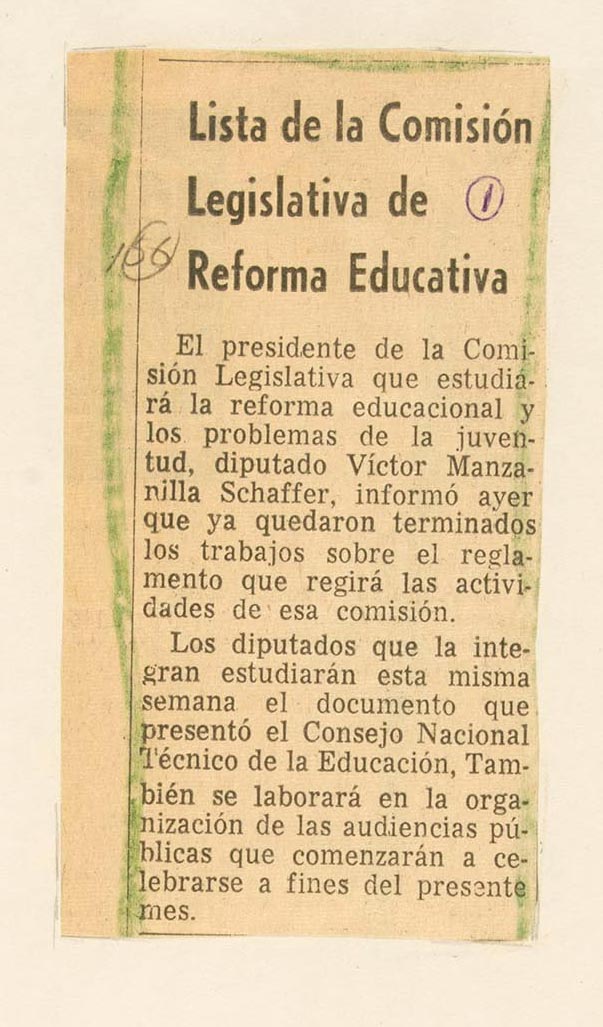 Lista de la Comisión
Legislativa de 1
Reforma Educativa
166
El presidente de la Comi-
sión Legislativa que estudia-
rá la reforma educacional y
los problemas de la juven-
tud, diputado Víctor Manza-
nilla Schaffer, informó ayer
que ya quedaron terminados
los trabajos sobre el regla-
mento que regirá las activi-
dades de esa comisión.
Los diputados que la inte-
gran estudiarán esta misma
semana el documento que
presentó el Consejo Nacional
Técnico de la Educación, Tam-
bién se laborará en la orga-
nización de las audiencias pú-
blicas que comenzarán a ce-
lebrarse a fines del presente
mes.